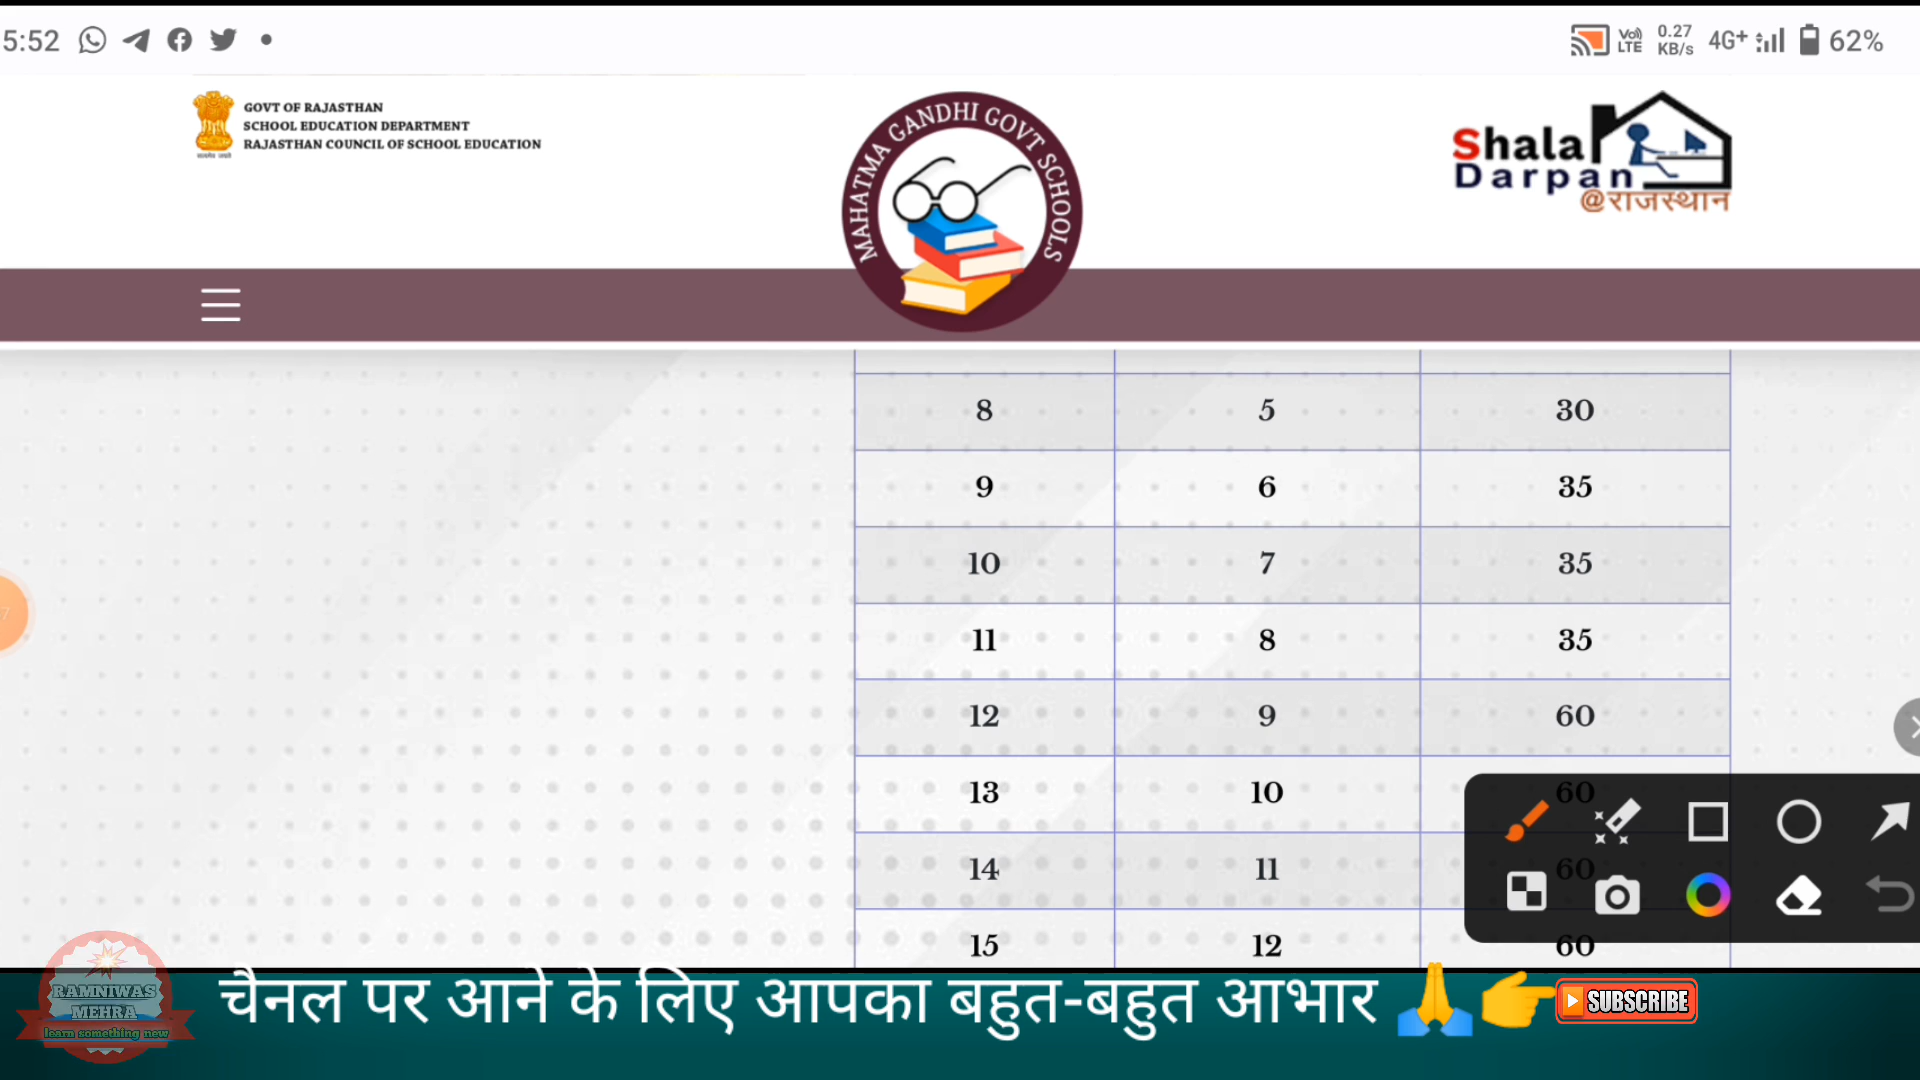 5:52
Vo)) LTE 0.27 KB/s 4G+ 62%
GOVT OF RAJASTHAN
SCHOOL EDUCATION DEPARTMENT
RAJASTHAN COUNCIL OF SCHOOL EDUCATION
MAHATMA GANDHI GOVT SCHOOLS
Shala
Darpan
@राजस्थान
8 5 30
9 6 35
10 7 35
11 8 35
12 9 60
13 10 60
14 11 60
15 12 60
7
RAMNIWAS
MEHRA
learn something new
चैनल पर आने के लिए आपका बहुत-बहुत आभार
SUBSCRIBE